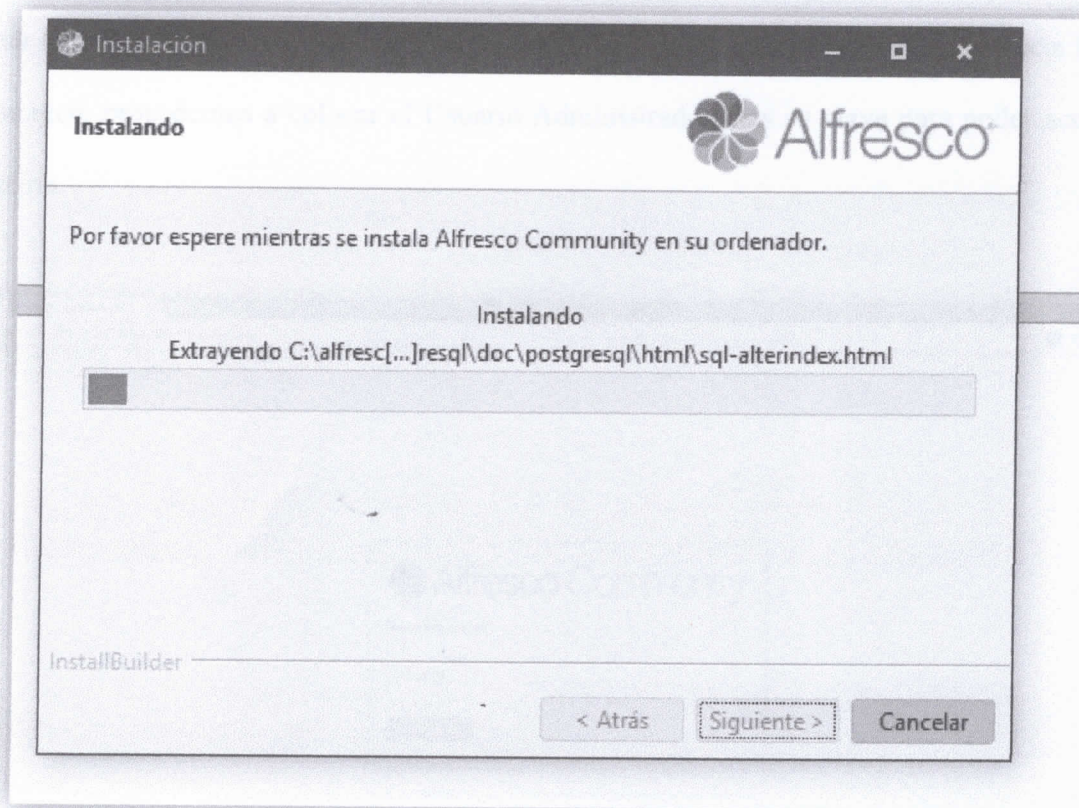 Instalación
Instalando
Alfresco
Por favor espere mientras se instala Alfresco Community en su ordenador.
Instalando
Extrayendo C:\alfresc[...]resql\doc\postgresql\html\sql-alterindex.html
InstallBuilder
< Atrás
Siguiente >
Cancelar